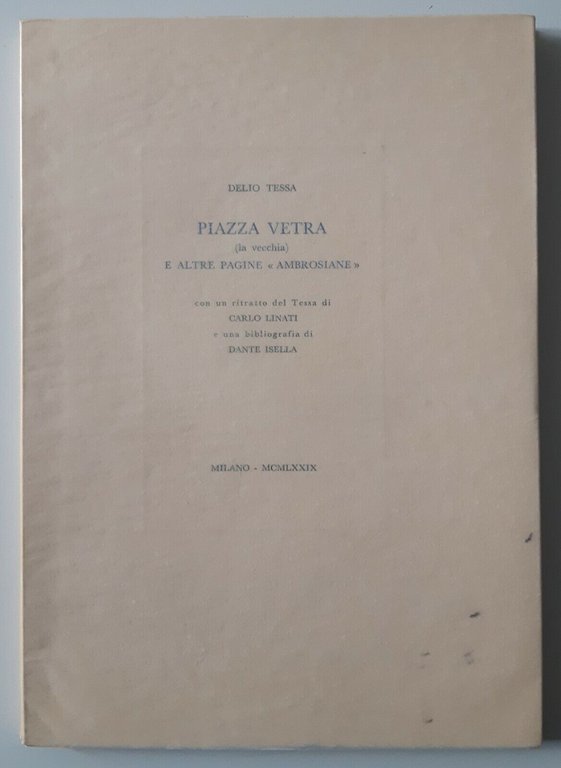 DELIO TESSA
PIAZZA VETRA
(la vecchia)
E ALTRE PAGINE « AMBROSIANE »
con un ritratto del Tessa di
CARLO LINATI
e una bibliografia di
DANTE ISELLA
MILANO - MCMLXXIX